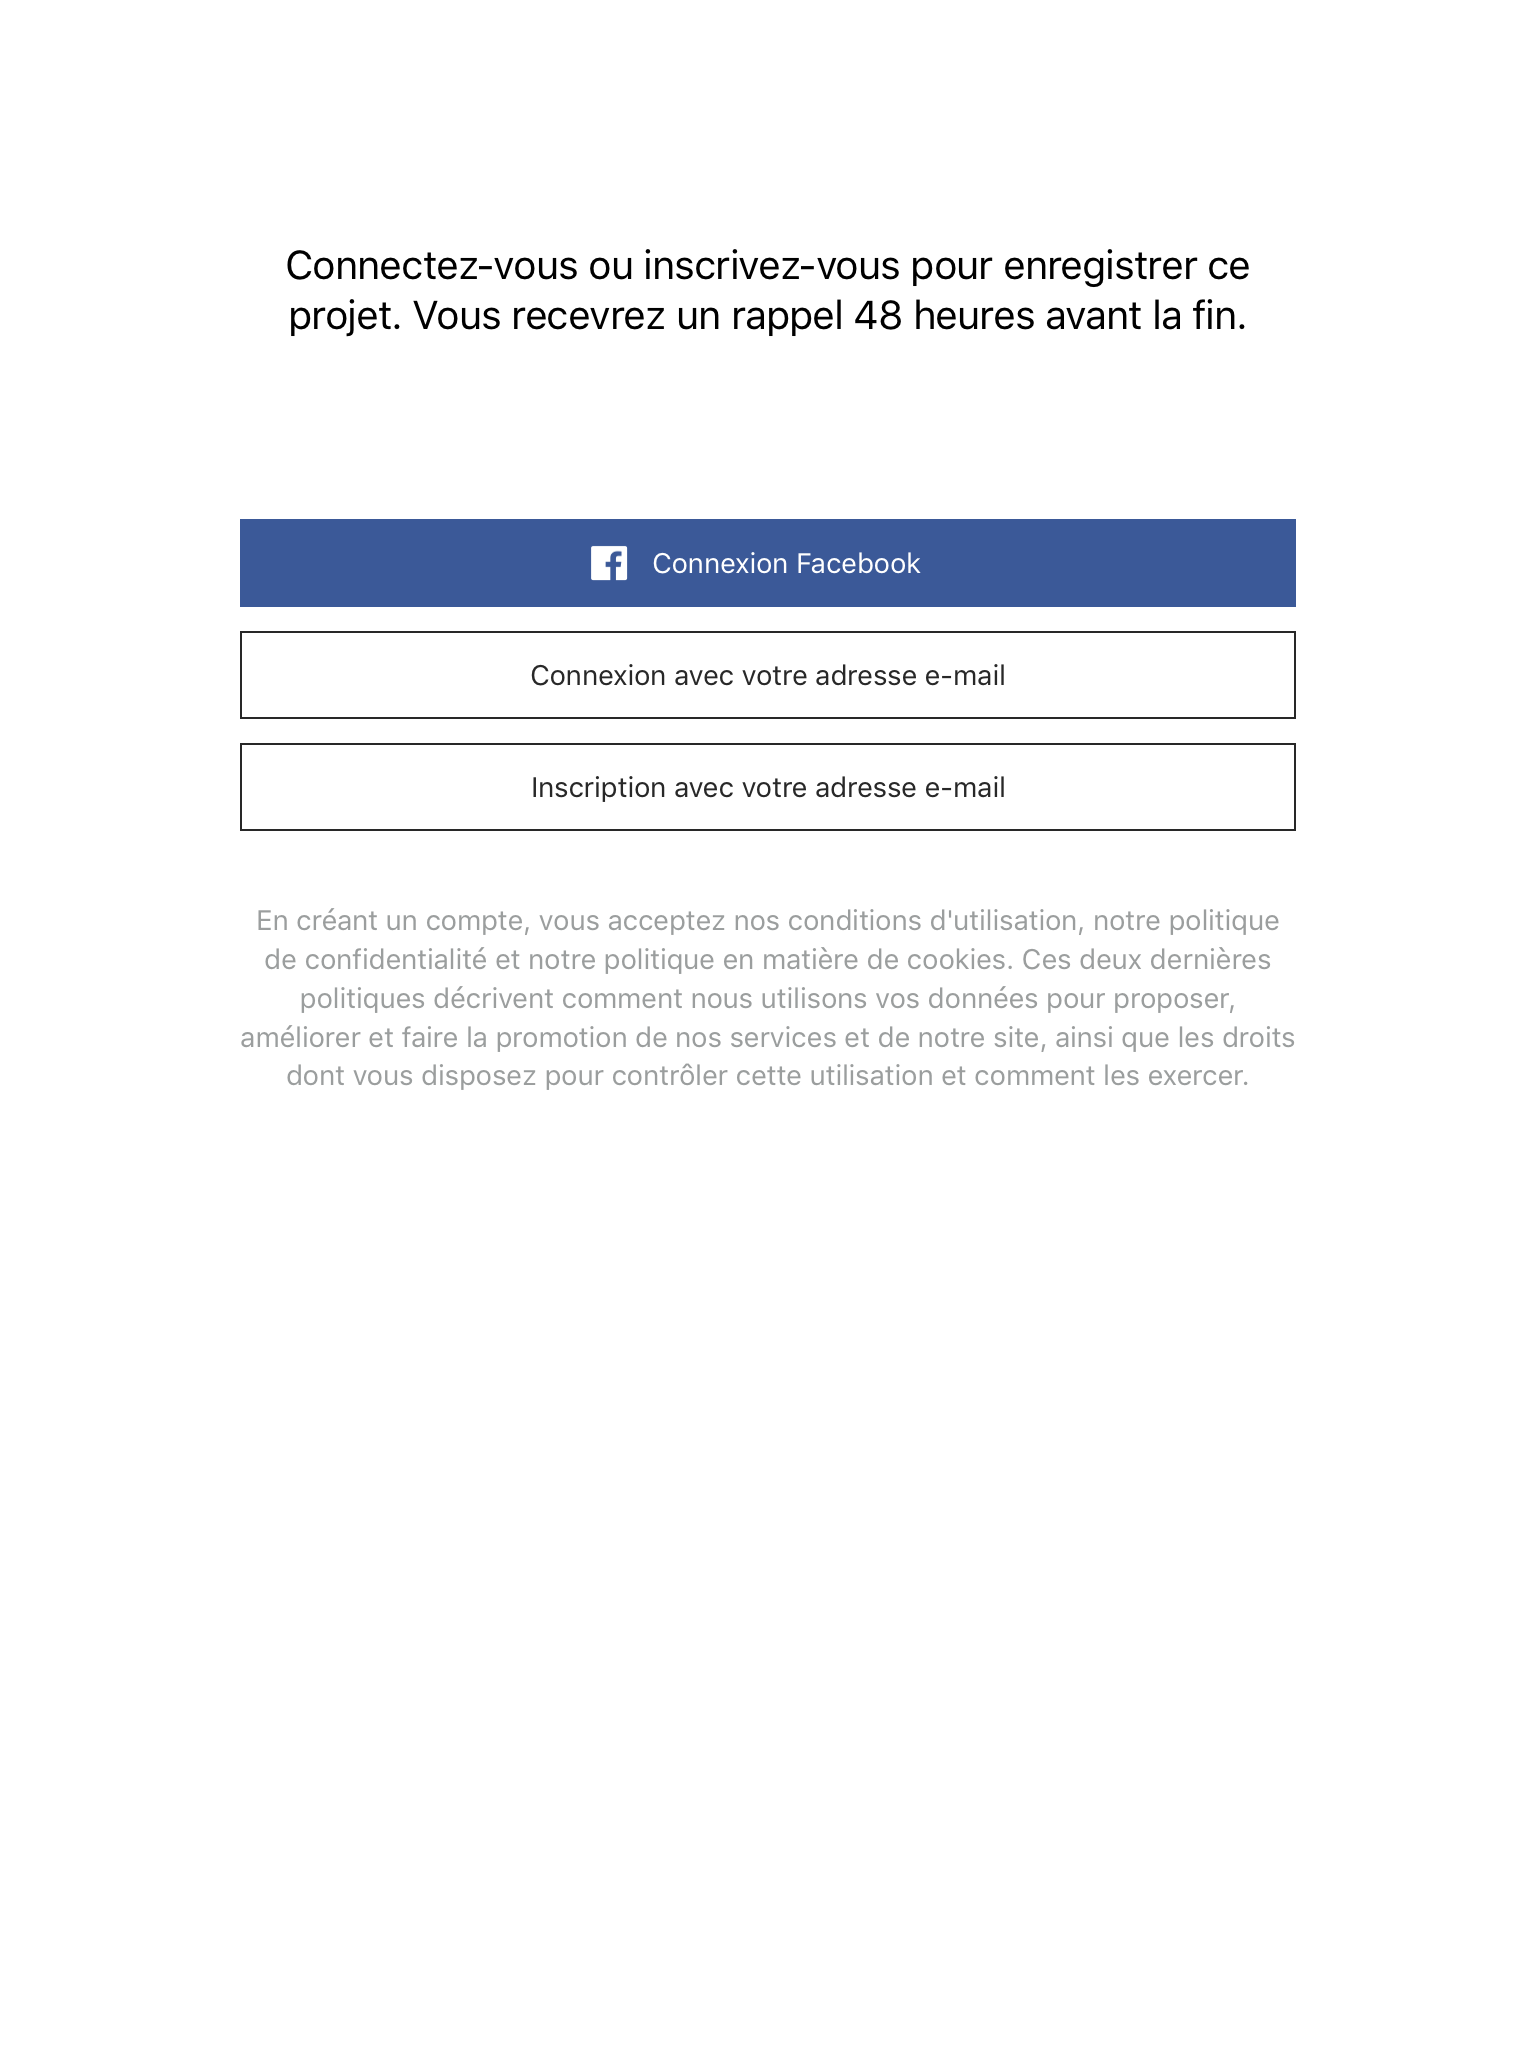 Connectez-vous ou inscrivez-vous pour enregistrer ce
projet. Vous recevrez un rappel 48 heures avant la fin.
Connexion Facebook
Connexion avec votre adresse e-mail
Inscription avec votre adresse e-mail
En créant un compte, vous acceptez nos conditions d'utilisation, notre politique
de confidentialité et notre politique en matière de cookies. Ces deux dernières
politiques décrivent comment nous utilisons vos données pour proposer,
améliorer et faire la promotion de nos services et de notre site, ainsi que les droits
dont vous disposez pour contrôler cette utilisation et comment les exercer.